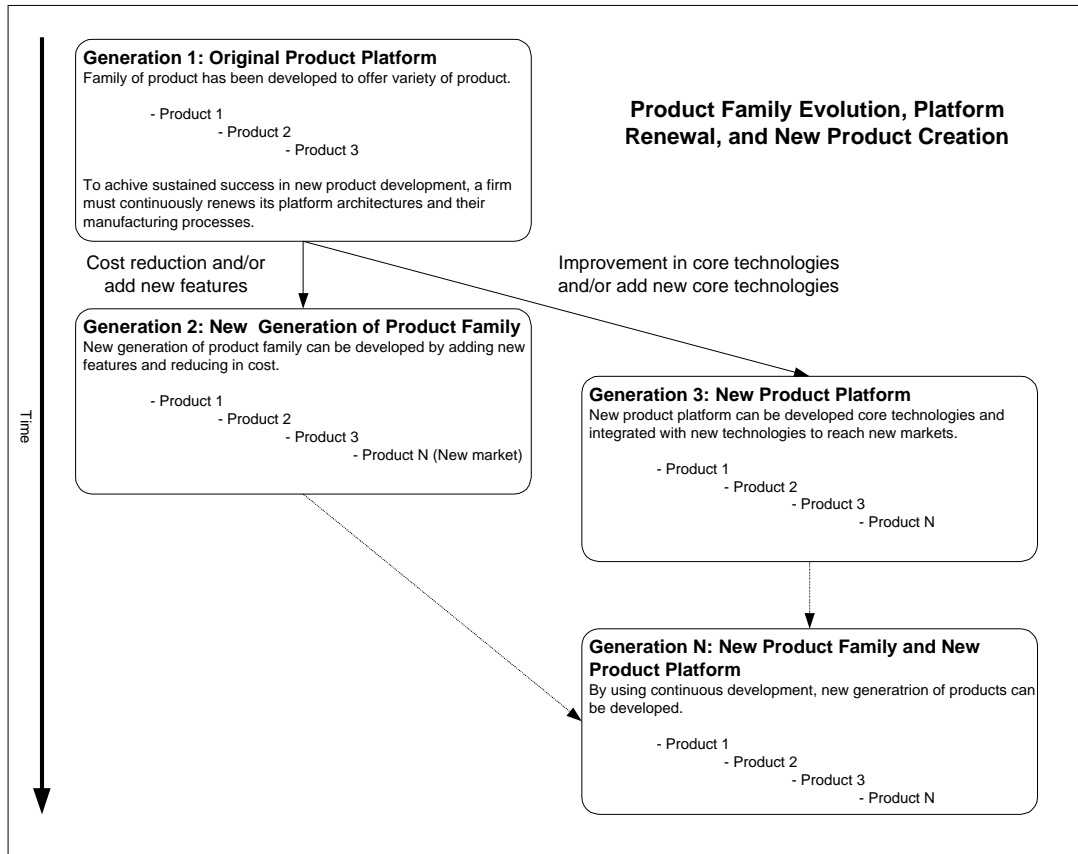 Generation 1: Original Product Platform
Family of product has been developed to offer variety of product.
- Product 1
- Product 2
- Product 3
To achive sustained success in new product development, a firm
must continuously renews its platform architectures and their
manufacturing processes.
Product Family Evolution, Platform
Renewal, and New Product Creation
Cost reduction and/or
add new features
Improvement in core technologies
and/or add new core technologies
Generation 2: New  Generation of Product Family
New generation of product family can be developed by adding new
features and reducing in cost.
- Product 1
- Product 2
- Product 3
- Product N (New market)
Time
Generation 3: New Product Platform
New product platform can be developed core technologies and
integrated with new technologies to reach new markets.
- Product 1
- Product 2
- Product 3
- Product N
Generation N: New Product Family and New
Product Platform
By using continuous development, new generatrion of products can
be developed.
- Product 1
- Product 2
- Product 3
- Product N